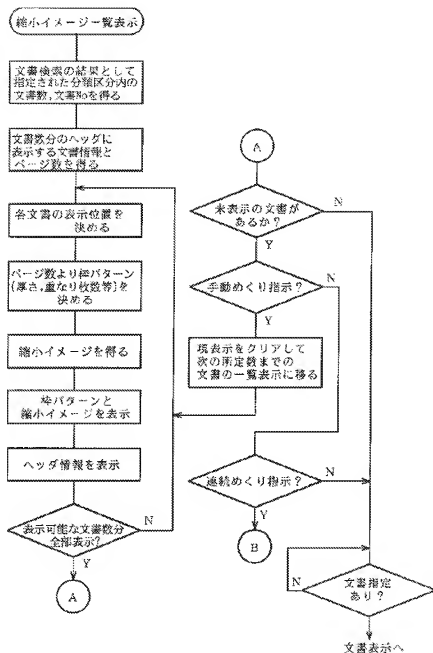 縮小イメージ一覧表示
文書検索の結果として
指定された分類区分内の
文書数,文書Noを得る
文書数分のヘッダに
表示する文書情報と
ページ数を得る
各文書の表示位置を
決める
ページ数より枠パターン
(厚さ,重なり枚数等)を
決める
縮小イメージを得る
枠パターンと
縮小イメージを表示
ヘッダ情報を表示
表示可能な文書数分
全部表示?
N
Y
A
A
未表示の文書が
あるか?
N
Y
手動めくり指示?
N
Y
現表示をクリアして
次の所定数までの
文書の一覧表示に移る
連続めくり指示?
N
Y
B
文書指定
あり?
N
Y
文書表示へ